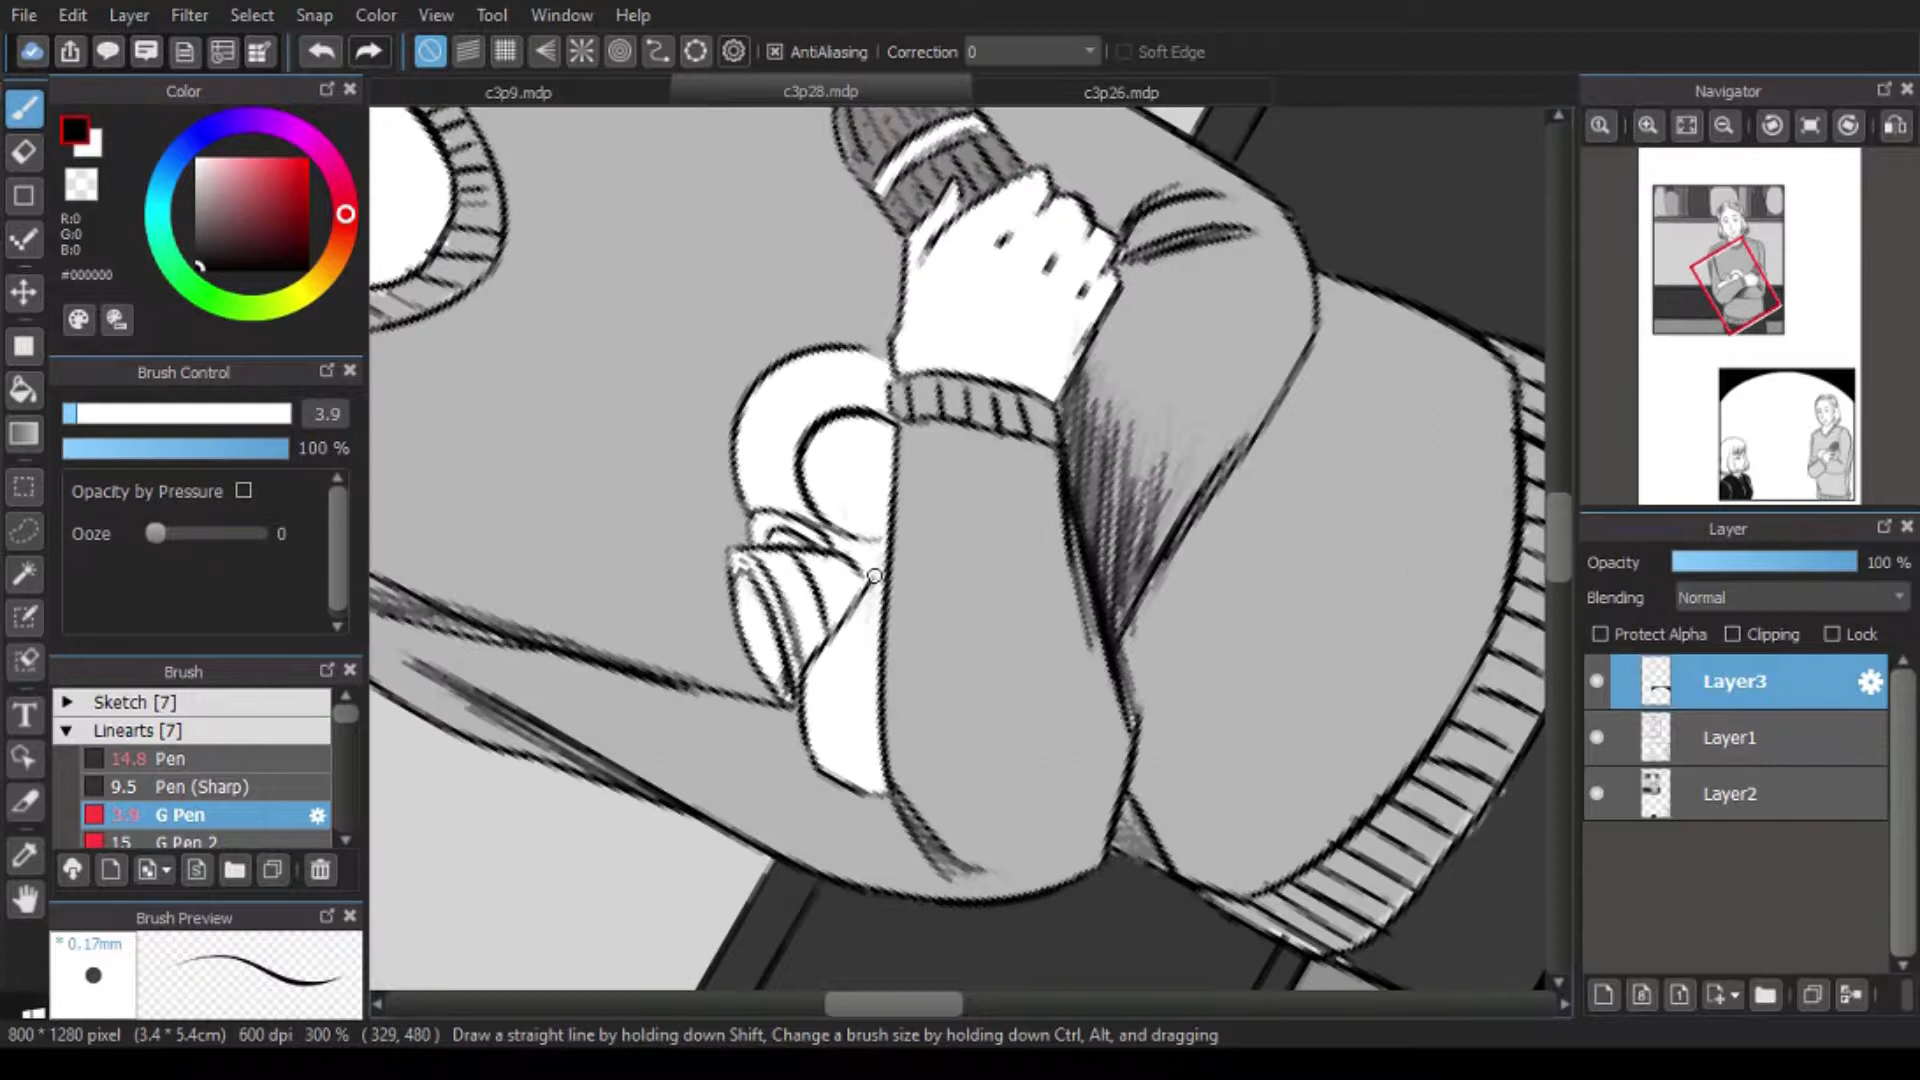 File Edit Layer Filter Select Snap Color View Tool Window Help
AntiAliasing Correction 0 Soft Edge
Color
c3p9.mdp c3p28.mdp c3p26.mdp
Navigator
R:0
G:0
B:0
#000000
Brush Control
3.9
100 %
Opacity by Pressure
Ooze 0
Brush
Sketch [7]
Linearts [7]
14.8 Pen
9.5 Pen (Sharp)
3.9 G Pen
15 G Pen 2
Brush Preview
* 0.17mm
Layer
Opacity 100 %
Blending Normal
Protect Alpha Clipping Lock
Layer3
Layer1
Layer2
800 * 1280 pixel (3.4 * 5.4cm) 600 dpi 300 % ( 329, 480 ) Draw a straight line by holding down Shift, Change a brush size by holding down Ctrl, Alt, and dragging